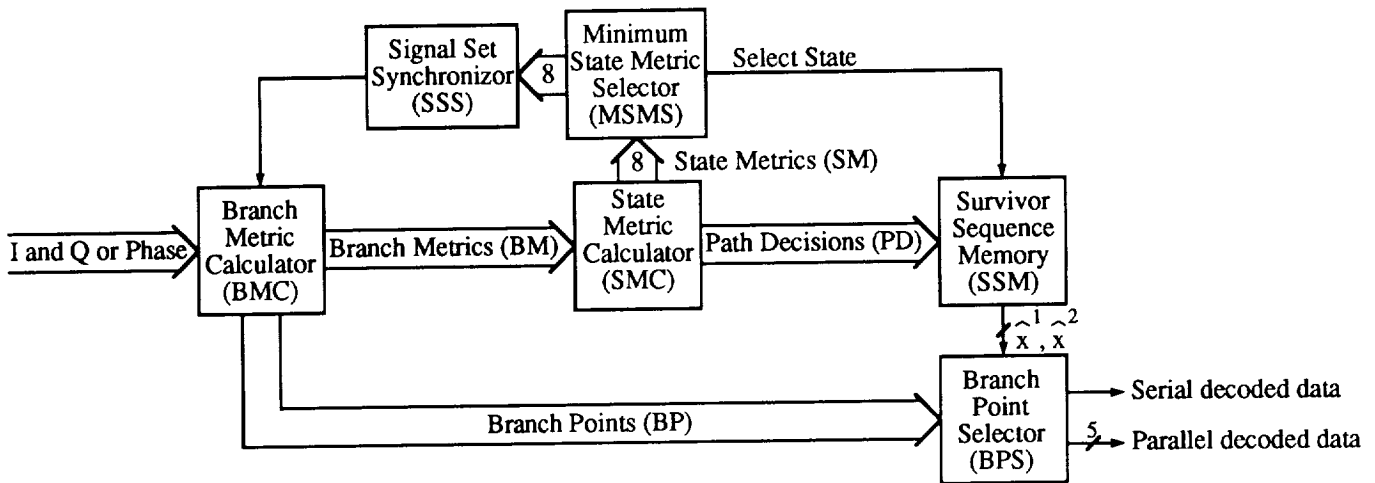 Signal Set
Synchronizor
(SSS)
8
Minimum
State Metric
Selector
(MSMS)
Select State
8
State Metrics (SM)
I and Q or Phase
Branch
Metric
Calculator
(BMC)
Branch Metrics (BM)
State
Metric
Calculator
(SMC)
Path Decisions (PD)
Survivor
Sequence
Memory
(SSM)
x̂¹, x̂²
Branch Points (BP)
Branch
Point
Selector
(BPS)
Serial decoded data
5
Parallel decoded data